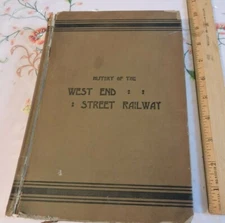 HISTORY OF THE
WEST END
STREET RAILWAY